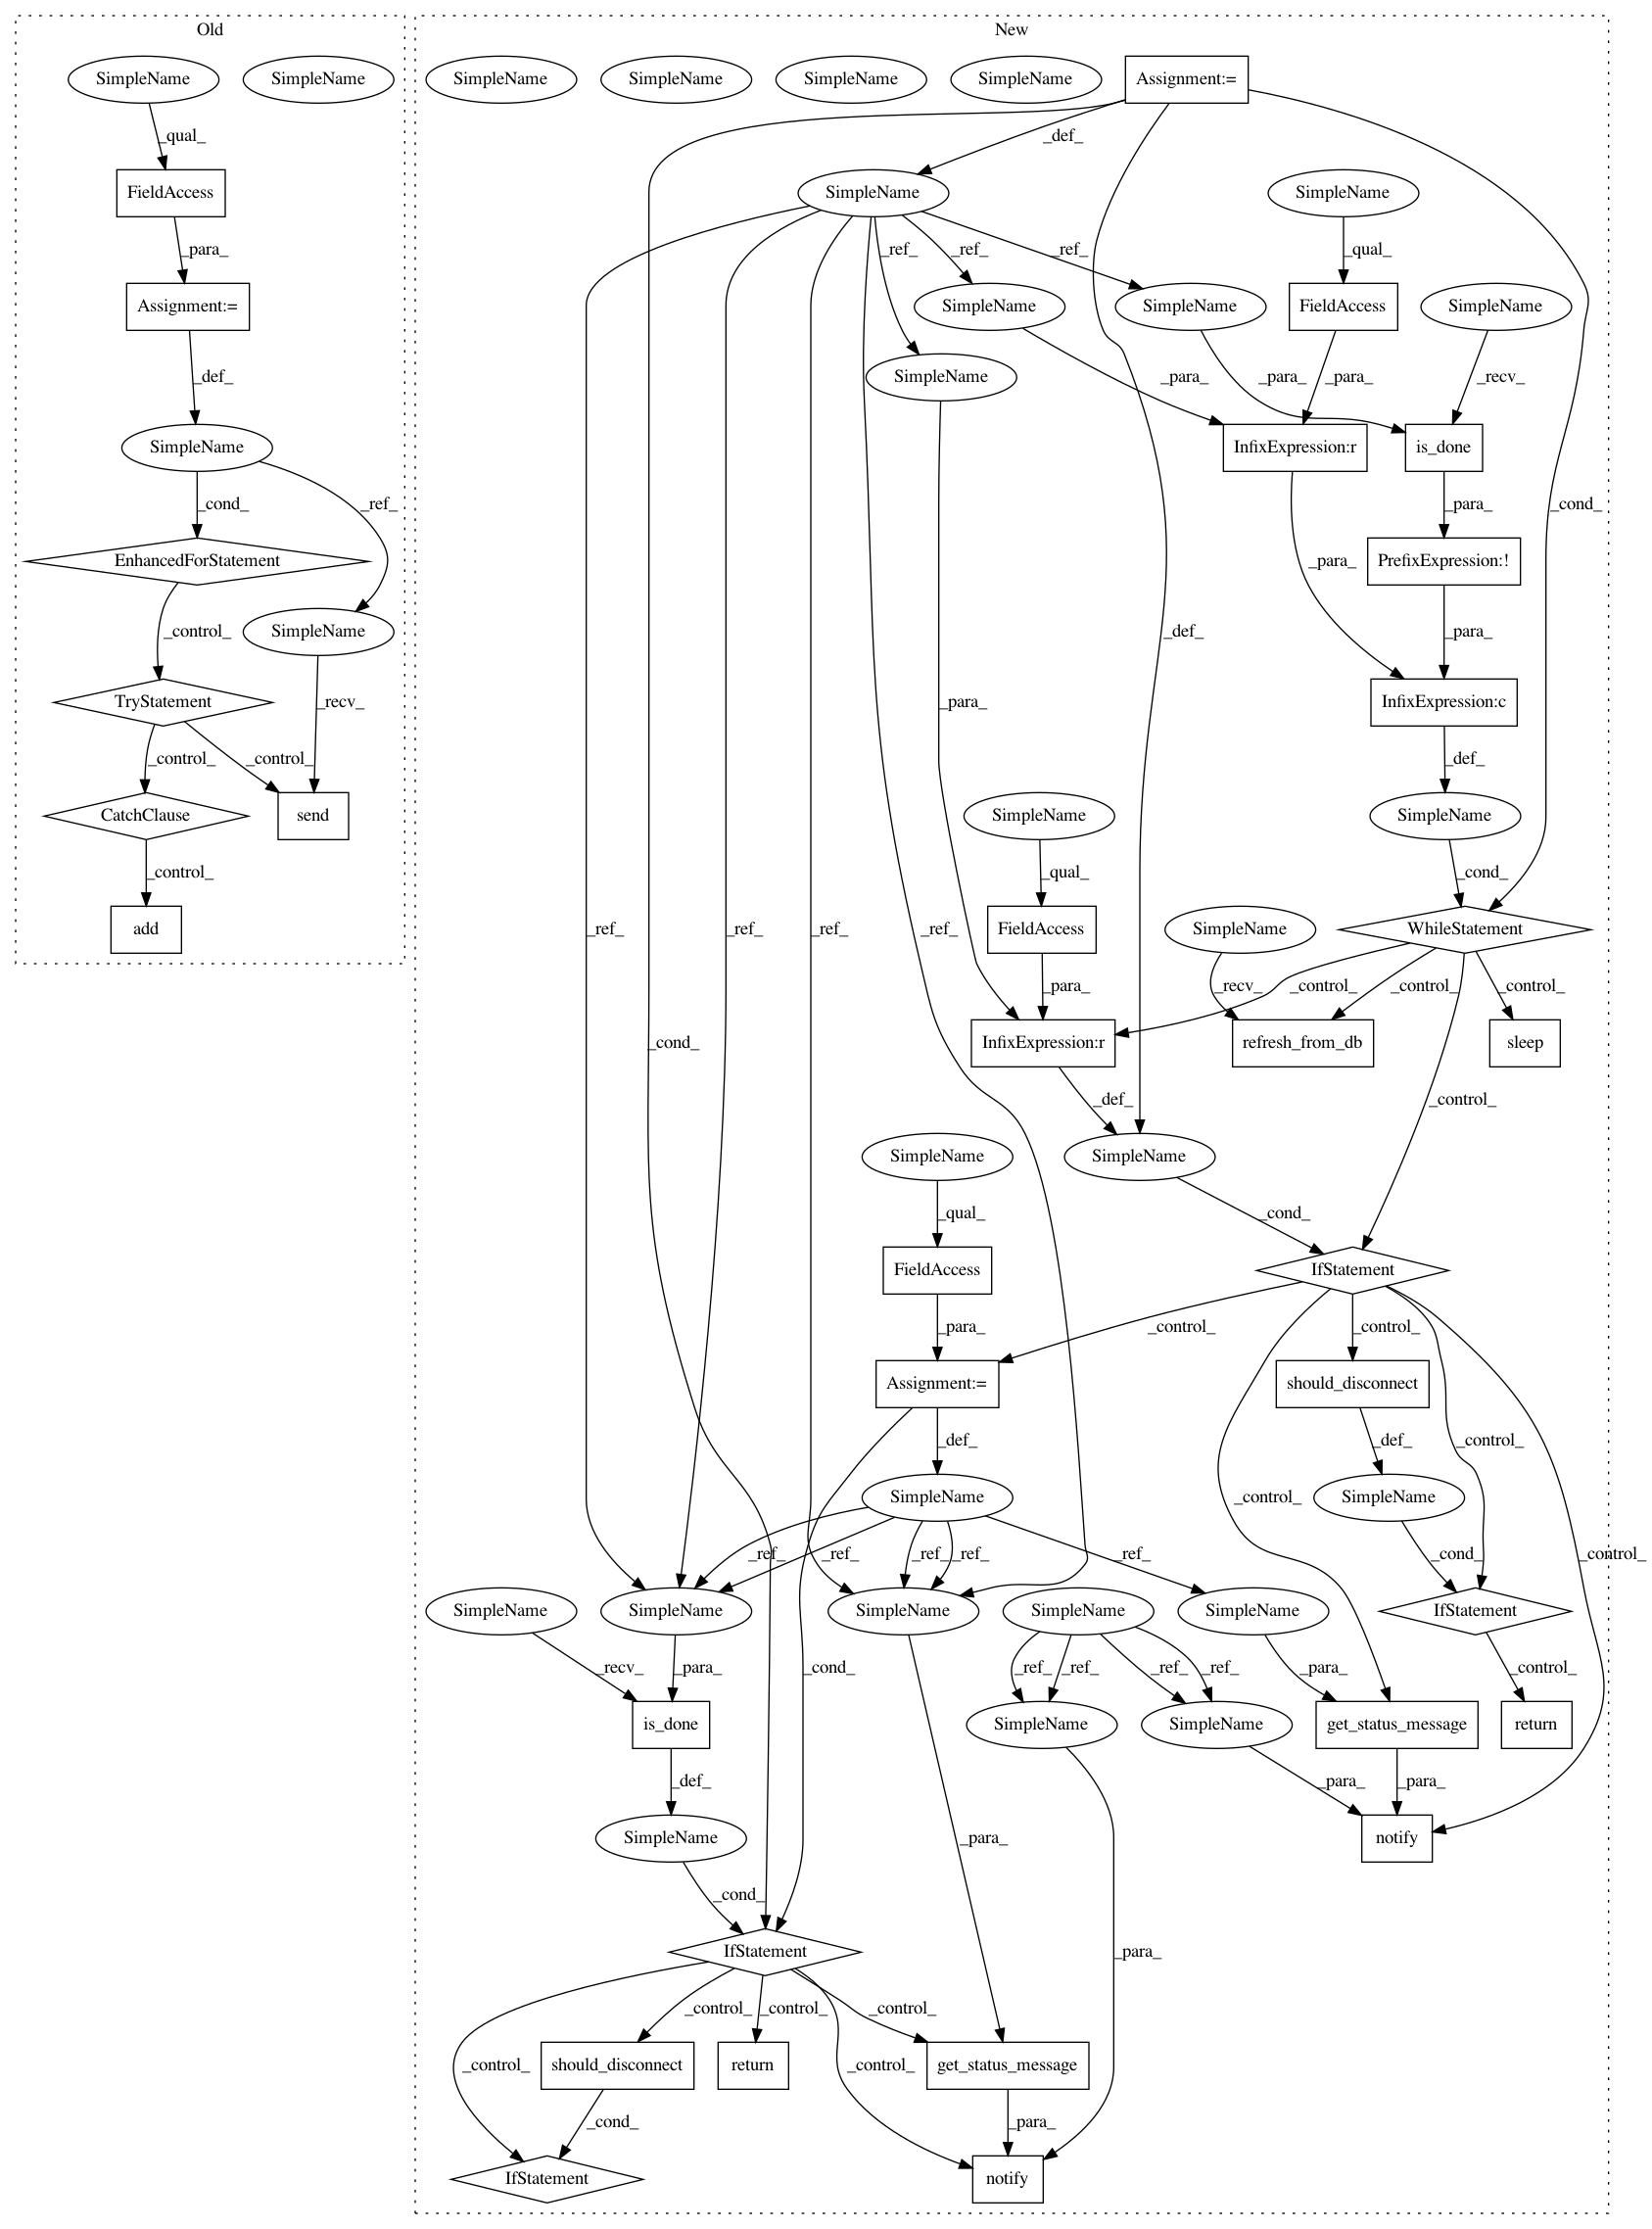 Old
New
SimpleName
SimpleName
SimpleName
SimpleName
SimpleName
SimpleName
Assignment:=
_qual_
_def_
FieldAccess
SimpleName
SimpleName
_para_
_ref_
_ref_
_ref_
_qual_
Assignment:=
SimpleName
SimpleName
FieldAccess
SimpleName
_def_
SimpleName
_para_
_para_
_para_
_recv_
SimpleName
InfixExpression:r
is_done
_cond_
_ref_
_para_
_cond_
EnhancedForStatement
_para_
PrefixExpression:!
_control_
SimpleName
_def_
_para_
TryStatement
_recv_
_para_
InfixExpression:c
_control_
_control_
_def_
CatchClause
send
SimpleName
SimpleName
_control_
_qual_
_cond_
add
_ref_
_ref_
_ref_
_ref_
FieldAccess
SimpleName
WhileStatement
_para_
_recv_
_control_
_control_
_control_
_cond_
InfixExpression:r
refresh_from_db
sleep
_def_
_control_
SimpleName
SimpleName
_qual_
_cond_
FieldAccess
IfStatement
_para_
_control_
_control_
Assignment:=
should_disconnect
_def_
_def_
_control_
SimpleName
SimpleName
_control_
_ref_
_ref_
_ref_
_ref_
_ref_
_cond_
_control_
SimpleName
SimpleName
SimpleName
SimpleName
SimpleName
IfStatement
_recv_
_para_
_cond_
_ref_
_ref_
_ref_
_ref_
_para_
_control_
is_done
SimpleName
SimpleName
get_status_message
return
_def_
_para_
_para_
SimpleName
_para_
notify
_cond_
_para_
IfStatement
_control_
_control_
_control_
_control_
_control_
should_disconnect
return
get_status_message
_cond_
_para_
IfStatement
notify